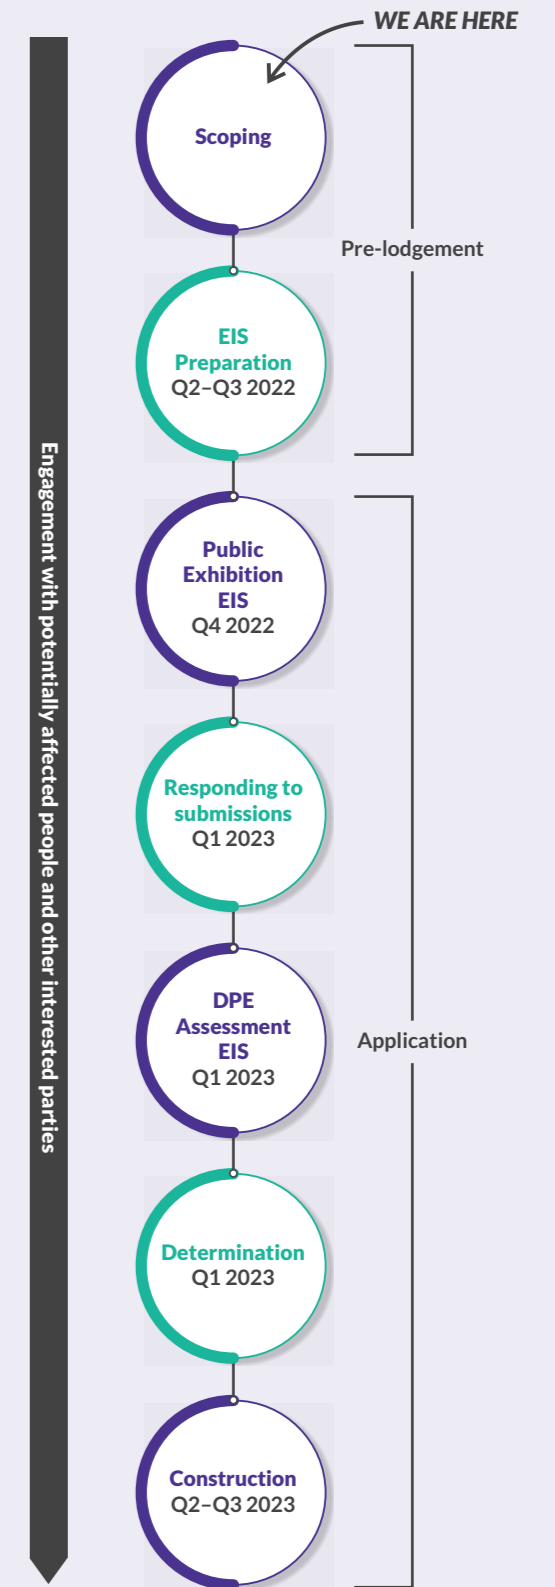 WE ARE HERE
Scoping
Pre-lodgement
EIS
Preparation
Q2–Q3 2022
Public
Exhibition
EIS
Q4 2022
Responding to
submissions
Q1 2023
DPE
Assessment
EIS
Q1 2023
Application
Determination
Q1 2023
Construction
Q2–Q3 2023
Engagement with potentially affected people and other interested parties